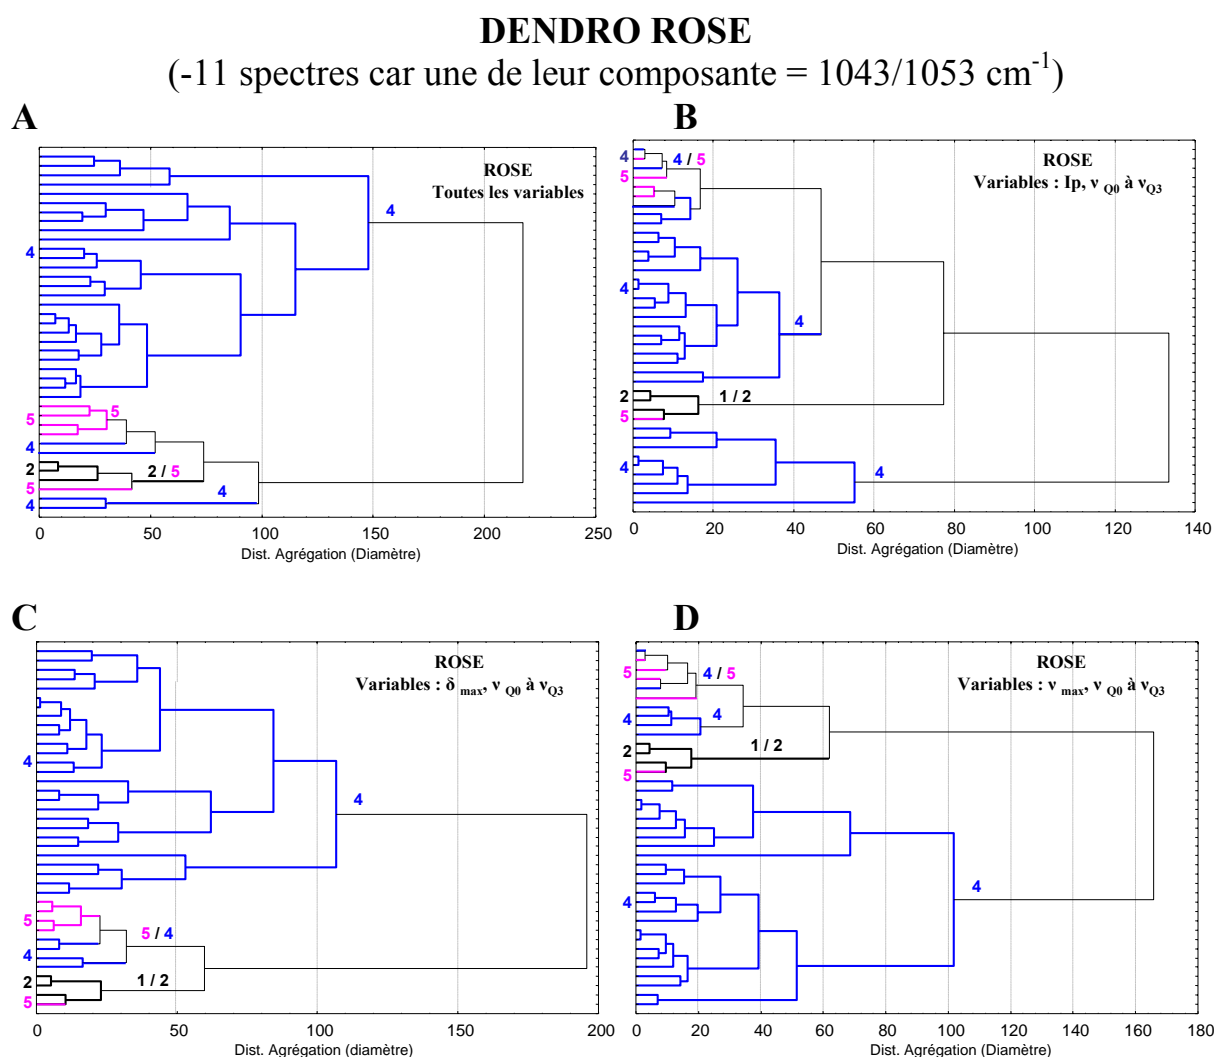 DENDRO ROSE
(-11 spectres car une de leur composante = 1043/1053 cm⁻¹)
A
ROSE
Toutes les variables
4
4
5
5
4
2
2 / 5
5
4
4
0 50 100 150 200 250
Dist. Agrégation (Diamètre)
B
4
4 / 5
ROSE
5
Variables : Ip, ν Q0 à νQ3
4
4
2
1 / 2
5
4
4
0 20 40 60 80 100 120 140
Dist. Agrégation (Diamètre)
C
ROSE
Variables : δ max, ν Q0 à νQ3
4
4
5
5 / 4
4
2
1 / 2
5
0 50 100 150 200
Dist. Agrégation (diamètre)
D
ROSE
5
4 / 5
Variables : ν max, ν Q0 à νQ3
4
4
2
1 / 2
5
4
4
0 20 40 60 80 100 120 140 160 180
Dist. Agrégation (Diamètre)